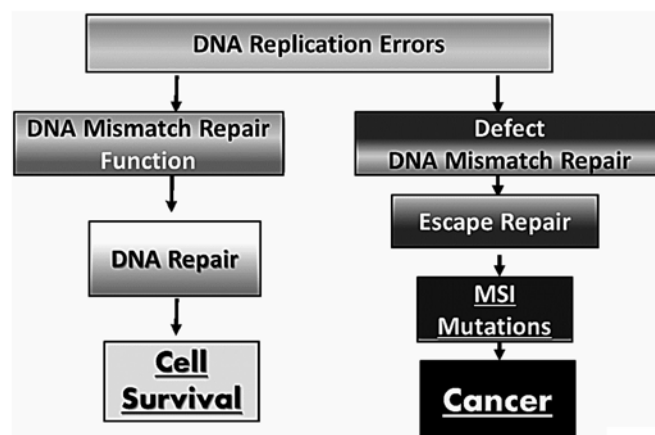 DNA Replication Errors
DNA Mismatch Repair
Function
DNA Repair
Cell
Survival
Defect
DNA Mismatch Repair
Escape Repair
MSI
Mutations
Cancer